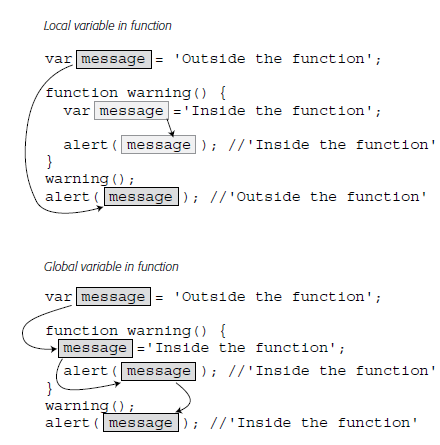 Local variable in function
var message = 'Outside the function';
function warning() {
var message ='Inside the function';
alert( message ); //'Inside the function'
}
warning();
alert( message ); //'Outside the function'
Global variable in function
var message = 'Outside the function';
function warning() {
message ='Inside the function';
alert( message ); //'Inside the function'
}
warning();
alert( message ); //'Inside the function'